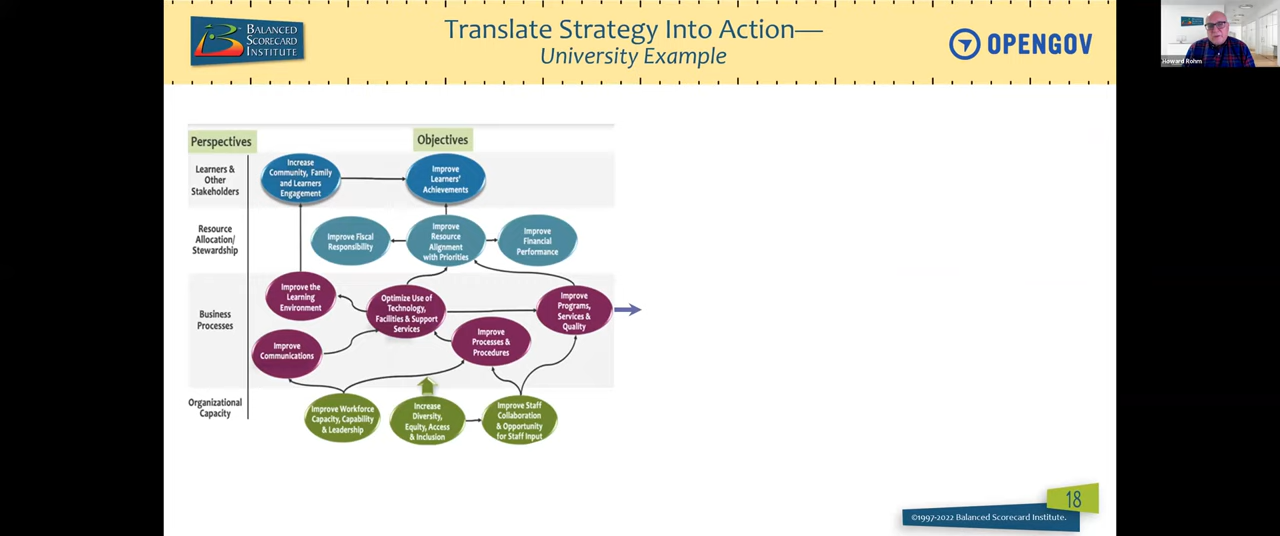 BALANCED
SCORECARD
INSTITUTE
Translate Strategy Into Action—
University Example
OPENGOV
Howard Rohm
Perspectives
Objectives
Learners &
Other
Stakeholders
Increase
Community, Family
and Learners
Engagement
Improve
Learners'
Achievements
Resource
Allocation/
Stewardship
Improve Fiscal
Responsibility
Improve
Resource
Alignment
with Priorities
Improve
Financial
Performance
Business
Processes
Improve the
Learning
Environment
Optimize Use of
Technology,
Facilities & Support
Services
Improve
Programs,
Services &
Quality
Improve
Communications
Improve
Processes &
Procedures
Organizational
Capacity
Improve Workforce
Capacity, Capability
& Leadership
Increase
Diversity,
Equity, Access
& Inclusion
Improve Staff
Collaboration
& Opportunity
for Staff Input
18
©1997-2022 Balanced Scorecard Institute.